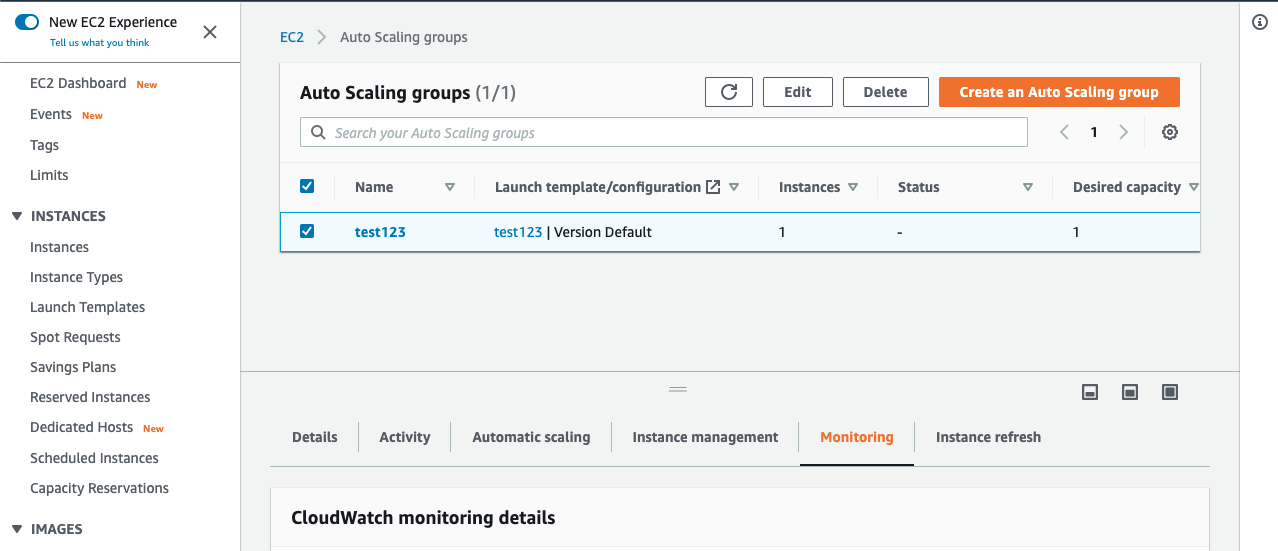 New EC2 Experience
Tell us what you think
EC2 Dashboard New
Events New
Tags
Limits
INSTANCES
Instances
Instance Types
Launch Templates
Spot Requests
Savings Plans
Reserved Instances
Dedicated Hosts New
Scheduled Instances
Capacity Reservations
IMAGES
EC2 Auto Scaling groups
Auto Scaling groups (1/1) Edit Delete Create an Auto Scaling group
Search your Auto Scaling groups 1
Name Launch template/configuration Instances Status Desired capacity
test123 test123 | Version Default 1 - 1
Details Activity Automatic scaling Instance management Monitoring Instance refresh
CloudWatch monitoring details